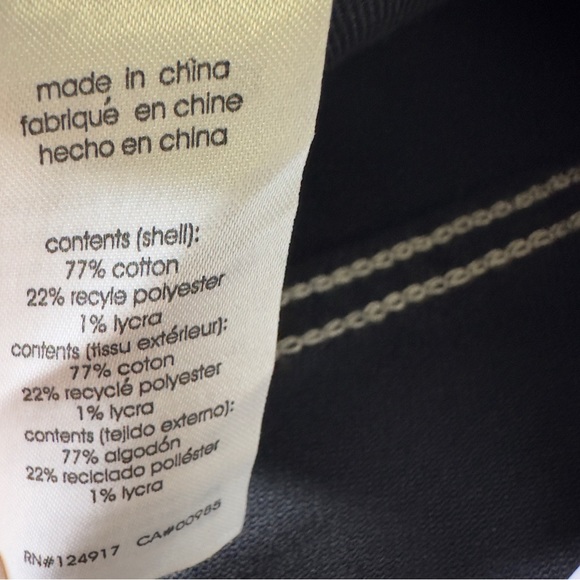 made in china
fabriqué en chine
hecho en china
contents (shell):
77% cotton
22% recyle polyester
1% lycra
contents (tissu extérieur):
77% coton
22% recyclé polyester
1% lycra
contents (tejido externo):
77% algodón
22% reciclado poliéster
1% lycra
RN#124917 CA#00985